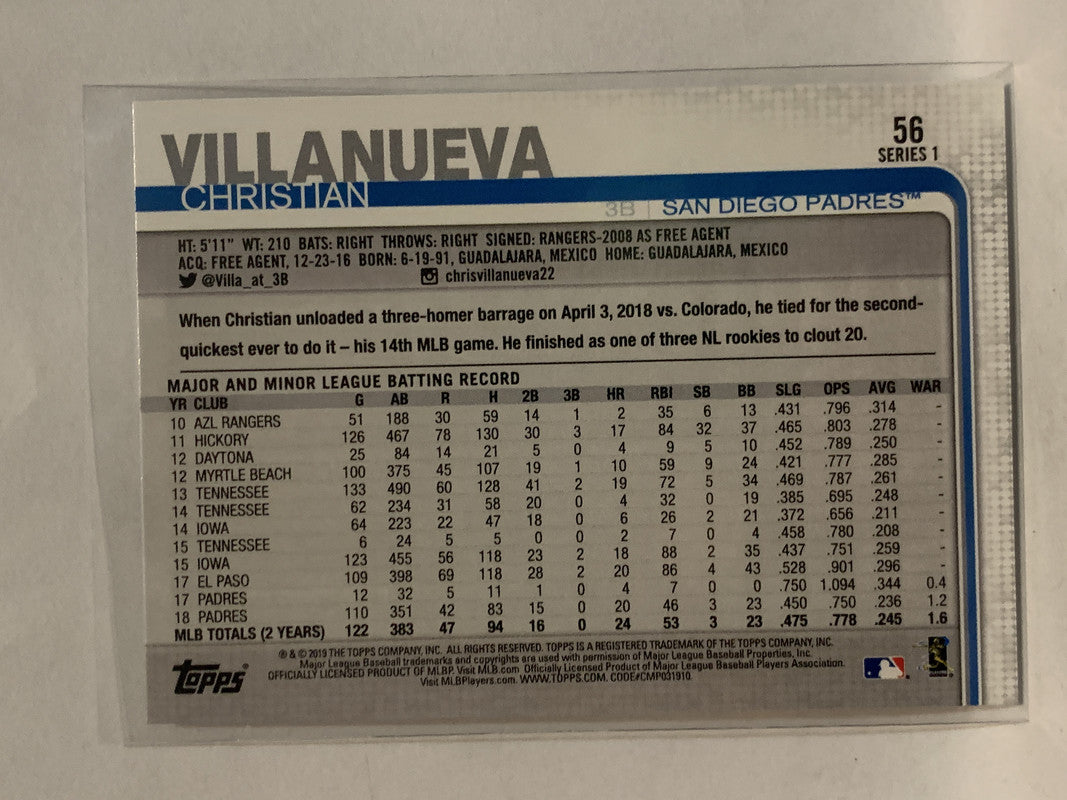 VILLANUEVA
CHRISTIAN
56
SERIES 1
3B | SAN DIEGO PADRES™
HT: 5'11" WT: 210 BATS: RIGHT THROWS: RIGHT SIGNED: RANGERS-2008 AS FREE AGENT
ACQ: FREE AGENT, 12-23-16 BORN: 6-19-91, GUADALAJARA, MEXICO HOME: GUADALAJARA, MEXICO
@Villa_at_3B chrisvillanueva22
When Christian unloaded a three-homer barrage on April 3, 2018 vs. Colorado, he tied for the second-
quickest ever to do it – his 14th MLB game. He finished as one of three NL rookies to clout 20.
MAJOR AND MINOR LEAGUE BATTING RECORD
YR CLUB G AB R H 2B 3B HR RBI SB BB SLG OPS AVG WAR
10 AZL RANGERS 51 188 30 59 14 1 2 35 6 13 .431 .796 .314 -
11 HICKORY 126 467 78 130 30 3 17 84 32 37 .465 .803 .278 -
12 DAYTONA 25 84 14 21 5 0 4 9 5 10 .452 .789 .250 -
12 MYRTLE BEACH 100 375 45 107 19 1 10 59 9 24 .421 .777 .285 -
13 TENNESSEE 133 490 60 128 41 2 19 72 5 34 .469 .787 .261 -
14 TENNESSEE 62 234 31 58 20 0 4 32 0 19 .385 .695 .248 -
14 IOWA 64 223 22 47 18 0 6 26 2 21 .372 .656 .211 -
15 TENNESSEE 6 24 5 5 0 0 2 7 0 4 .458 .780 .208 -
15 IOWA 123 455 56 118 23 2 18 88 2 35 .437 .751 .259 -
17 EL PASO 109 398 69 118 28 2 20 86 4 43 .528 .901 .296 -
17 PADRES 12 32 5 11 1 0 4 7 0 0 .750 1.094 .344 0.4
18 PADRES 110 351 42 83 15 0 20 46 3 23 .450 .750 .236 1.2
MLB TOTALS (2 YEARS) 122 383 47 94 16 0 24 53 3 23 .475 .778 .245 1.6
® & © 2019 THE TOPPS COMPANY, INC. ALL RIGHTS RESERVED. TOPPS IS A REGISTERED TRADEMARK OF THE TOPPS COMPANY, INC.
Major League Baseball trademarks and copyrights are used with permission of Major League Baseball Properties, Inc.
OFFICIALLY LICENSED PRODUCT OF MLBP. Visit MLB.com. Officially Licensed Product of Major League Baseball Players Association.
Visit MLBPlayers.com. WWW.TOPPS.COM. CODE#CMP031910
Topps®